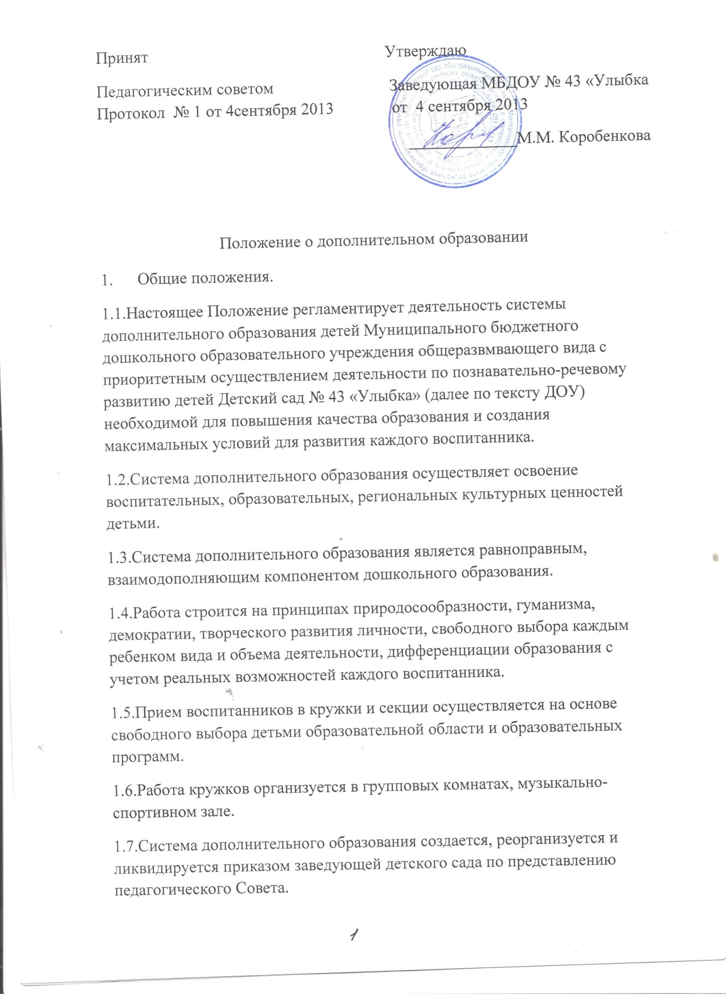 Принят
Утверждаю
Педагогическим советом
Заведующая МБДОУ № 43 «Улыбка
Протокол  № 1 от 4сентября 2013
от  4 сентября 2013
М.М. Коробенкова
Положение о дополнительном образовании
1. Общие положения.
1.1.Настоящее Положение регламентирует деятельность системы
дополнительного образования детей Муниципального бюджетного
дошкольного образовательного учреждения общеразвмвающего вида с
приоритетным осуществлением деятельности по познавательно-речевому
развитию детей Детский сад № 43 «Улыбка» (далее по тексту ДОУ)
необходимой для повышения качества образования и создания
максимальных условий для развития каждого воспитанника.
1.2.Система дополнительного образования осуществляет освоение
воспитательных, образовательных, региональных культурных ценностей
детьми.
1.3.Система дополнительного образования является равноправным,
взаимодополняющим компонентом дошкольного образования.
1.4.Работа строится на принципах природосообразности, гуманизма,
демократии, творческого развития личности, свободного выбора каждым
ребенком вида и объема деятельности, дифференциации образования с
учетом реальных возможностей каждого воспитанника.
1.5.Прием воспитанников в кружки и секции осуществляется на основе
свободного выбора детьми образовательной области и образовательных
программ.
1.6.Работа кружков организуется в групповых комнатах, музыкально-
спортивном зале.
1.7.Система дополнительного образования создается, реорганизуется и
ликвидируется приказом заведующей детского сада по представлению
педагогического Совета.
1